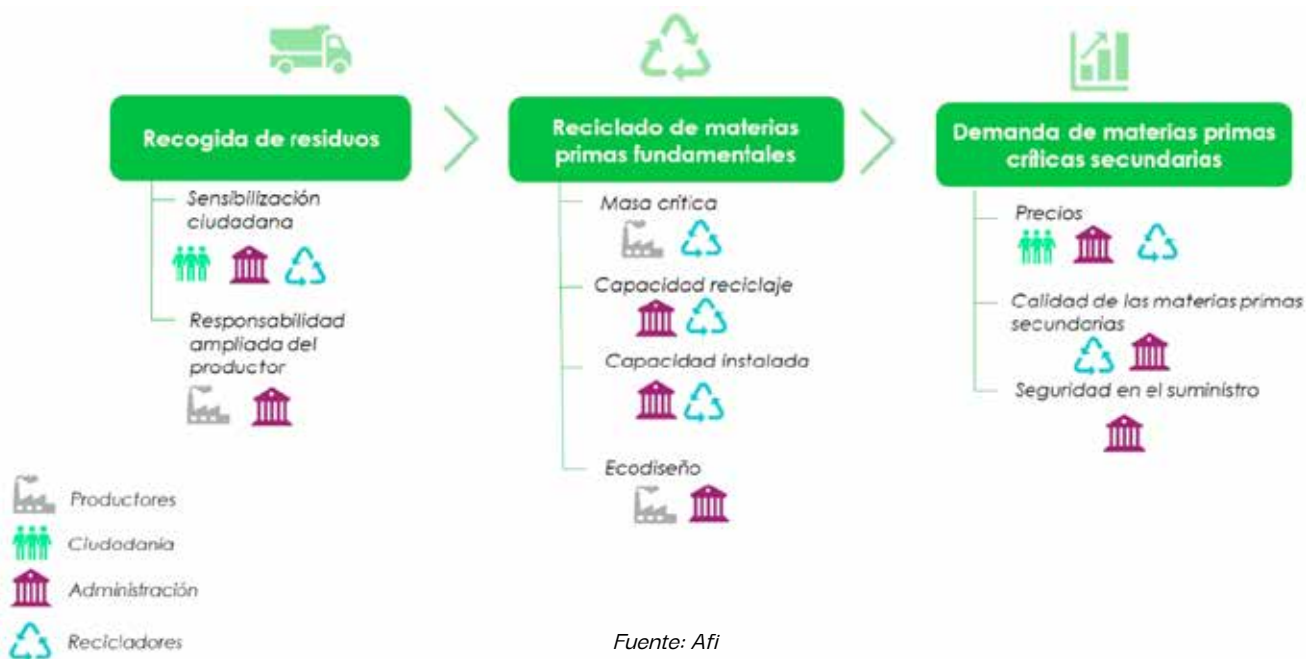 Recogida de residuos
Sensibilización
ciudadana
Responsabilidad
ampliada del
productor
Reciclado de materias
primas fundamentales
Masa crítica
Capacidad reciclaje
Capacidad instalada
Ecodiseño
Demanda de materias primas
críticas secundarias
Precios
Calidad de las materias primas
secundarias
Seguridad en el suministro
Productores
Ciudadanía
Administración
Recicladores
Fuente: Afi